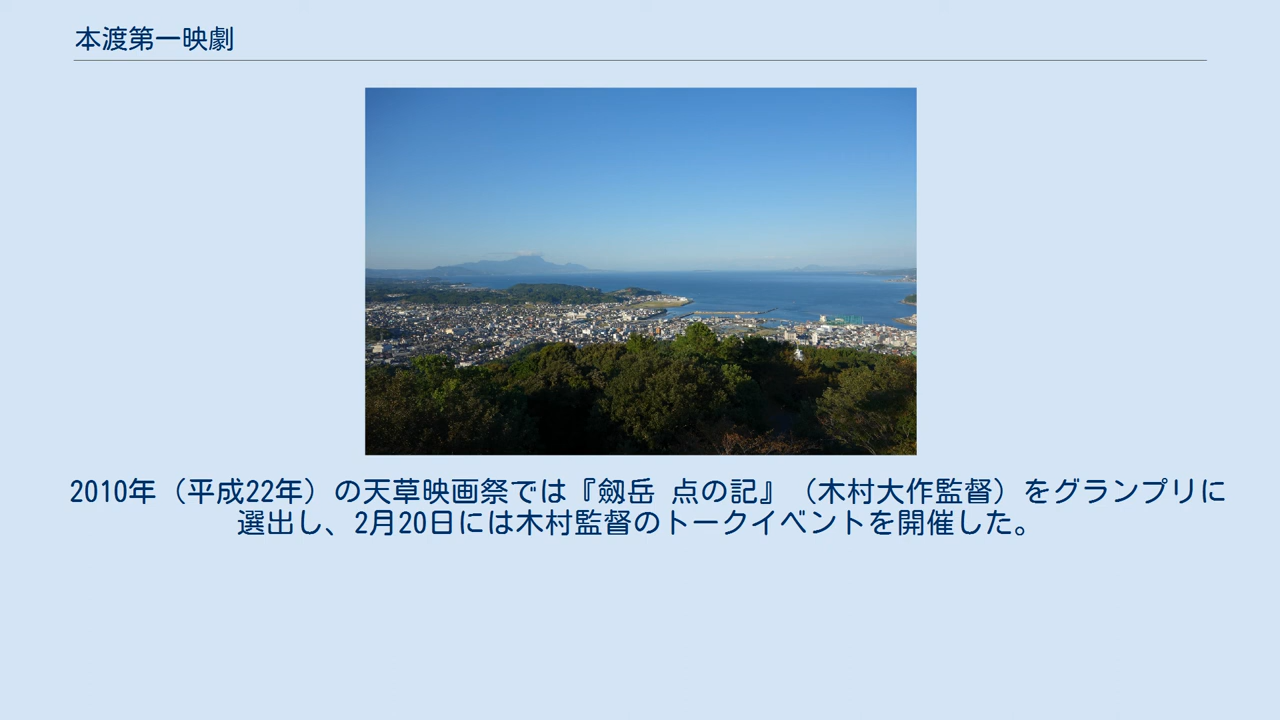 本渡第一映劇
2010年（平成22年）の天草映画祭では『劔岳 点の記』（木村大作監督）をグランプリに
選出し、2月20日には木村監督のトークイベントを開催した。